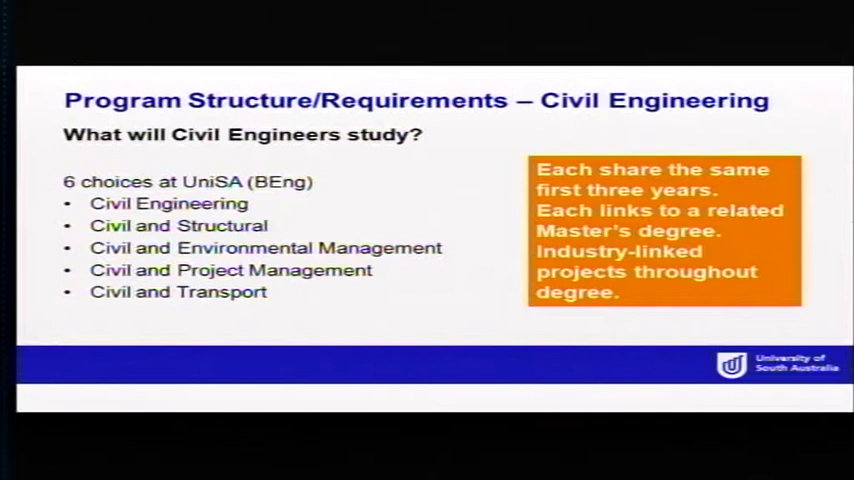 Program Structure/Requirements – Civil Engineering
What will Civil Engineers study?
6 choices at UniSA (BEng)
• Civil Engineering
• Civil and Structural
• Civil and Environmental Management
• Civil and Project Management
• Civil and Transport
Each share the same
first three years.
Each links to a related
Master's degree.
Industry-linked
projects throughout
degree.
University of
South Australia